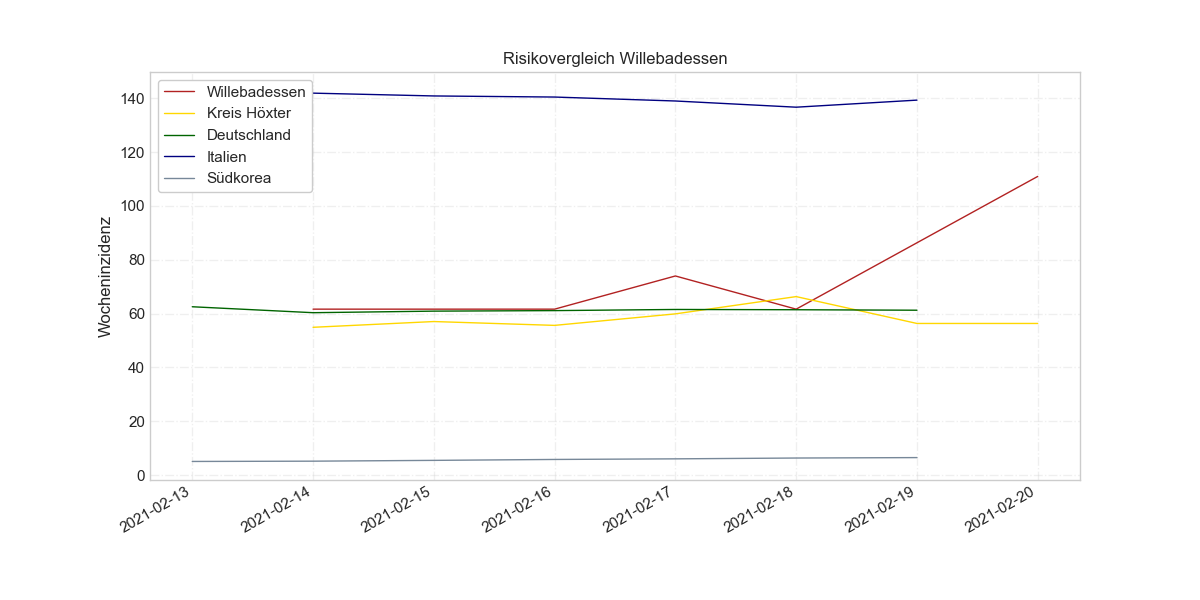 Risikovergleich Willebadessen
Willebadessen
Kreis Höxter
Deutschland
Italien
Südkorea
Wocheninzidenz
140
120
100
80
60
40
20
0
2021-02-13
2021-02-14
2021-02-15
2021-02-16
2021-02-17
2021-02-18
2021-02-19
2021-02-20